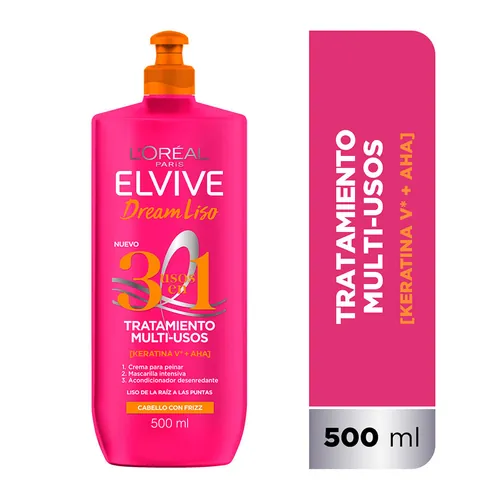 L'ORÉAL
PARIS
ELVIVE
Dream Liso
NUEVO
3 usos en 1
TRATAMIENTO
MULTI-USOS
[KERATINA V* + AHA]
1. Crema para peinar
2. Mascarilla intensiva
3. Acondicionador desenredante
LISO DE LA RAÍZ A LAS PUNTAS
CABELLO CON FRIZZ
500 ml
TRATAMIENTO
MULTI-USOS
[KERATINA V* + AHA]
500 ml